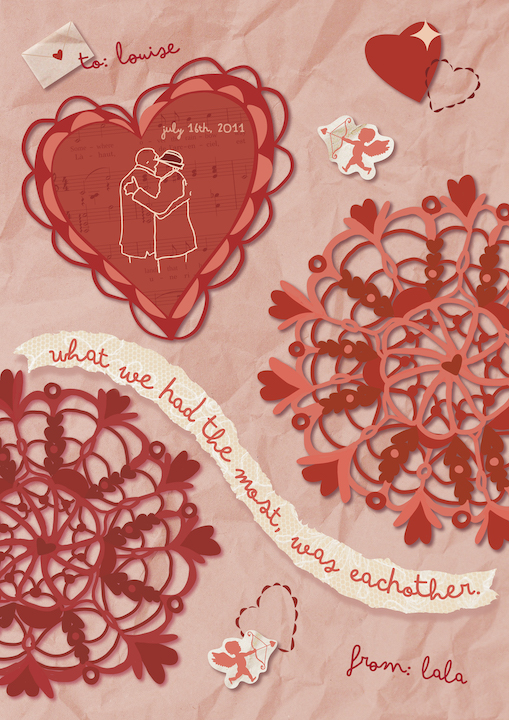 to: louise
july 16th, 2011
what we had the most, was eachother.
from: lala